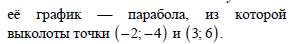 её график — парабола, из которой
выколоты точки (−2; −4) и (3; 6).